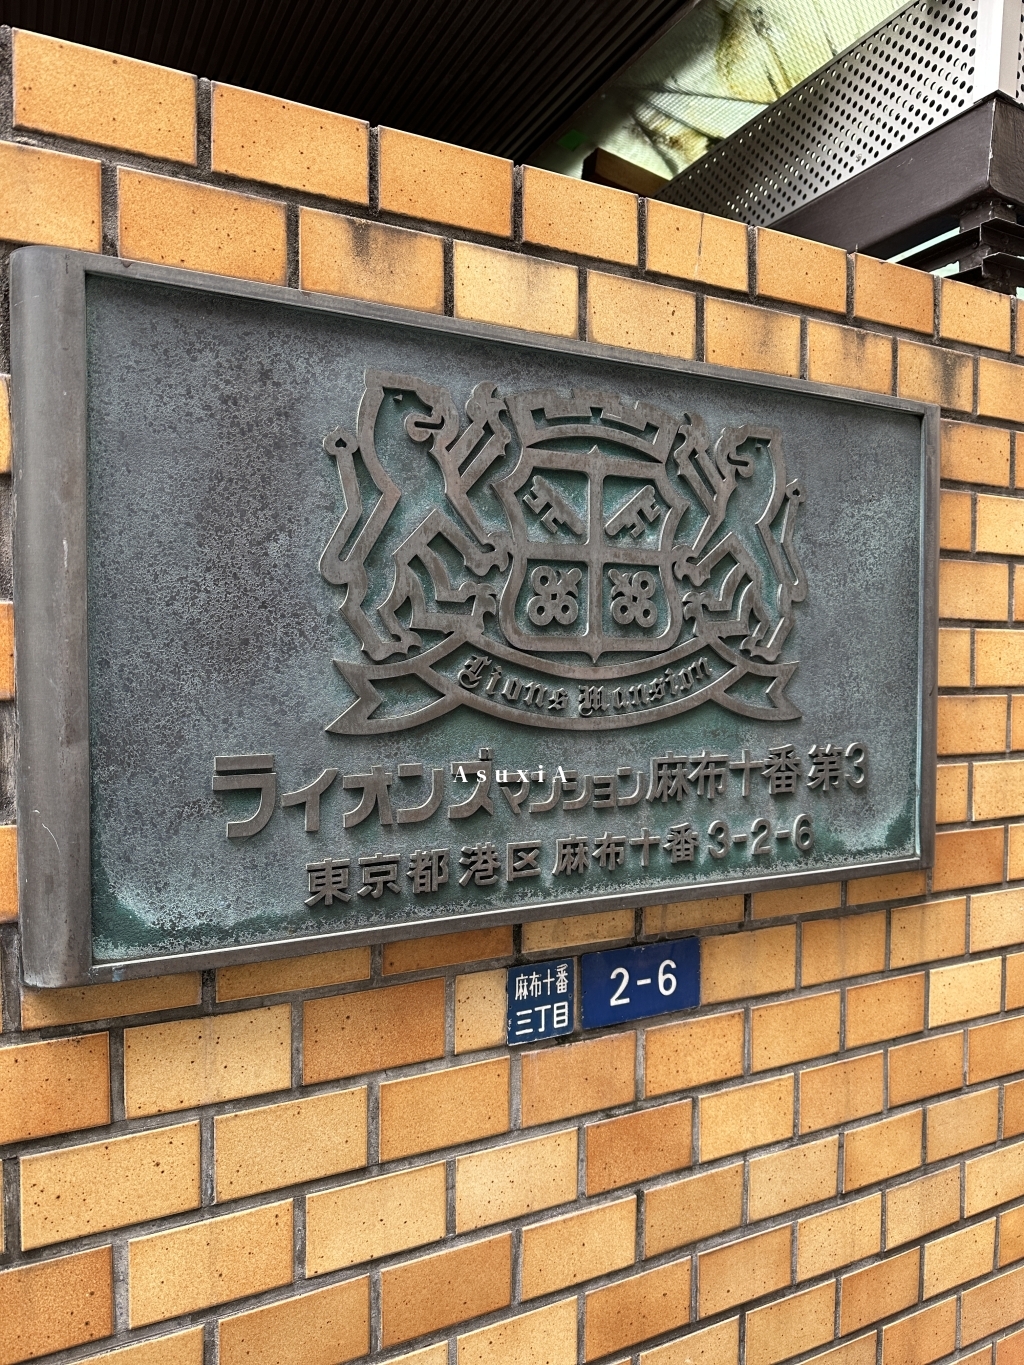 Lions Mansion
ライオンズマンション麻布十番第3
AsuxiA
東京都港区麻布十番3-2-6
麻布十番
三丁目
2-6